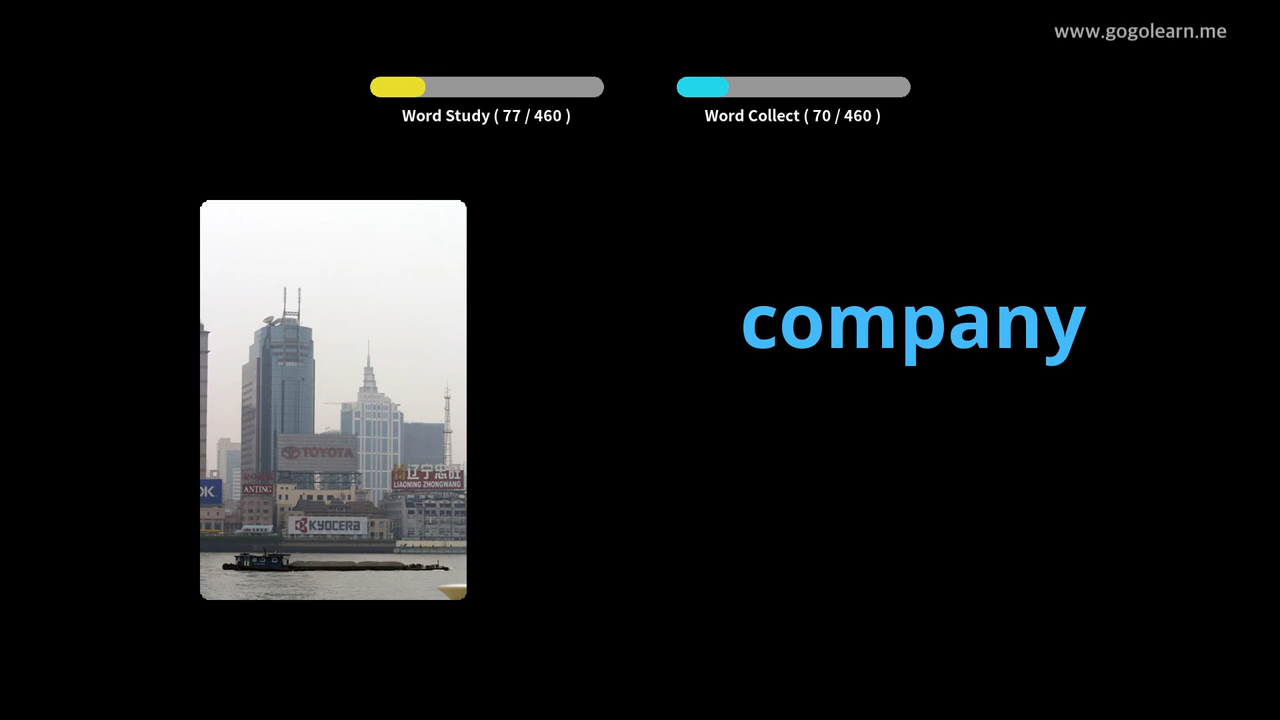 www.gogolearn.me
Word Study ( 77 / 460 )
Word Collect ( 70 / 460 )
company
TOYOTA
辽宁忠旺
LIAONING ZHONGWANG
ANTING
KYOCERA